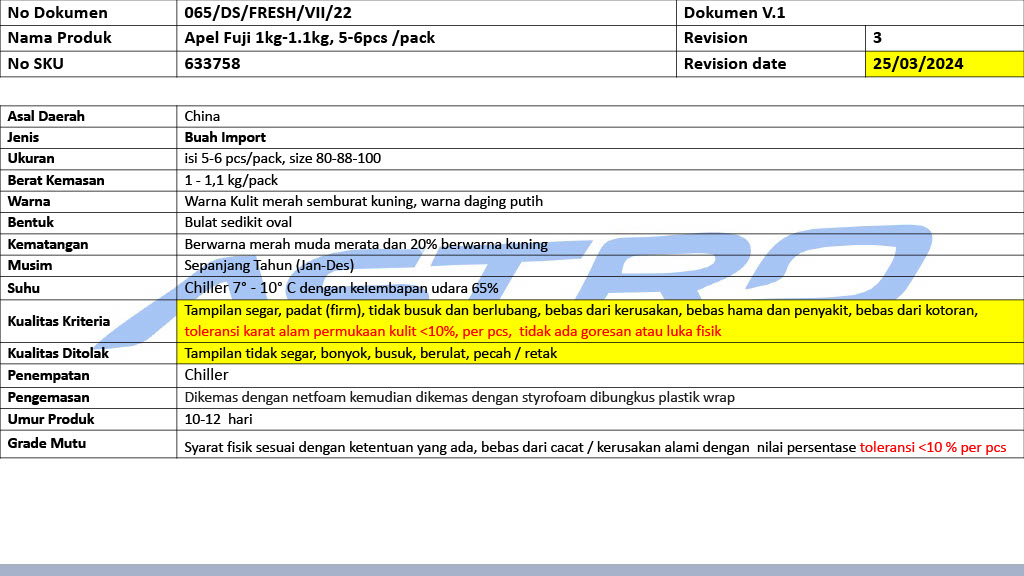 No Dokumen 065/DS/FRESH/VII/22 Dokumen V.1
Nama Produk Apel Fuji 1kg-1.1kg, 5-6pcs /pack Revision 3
No SKU 633758 Revision date 25/03/2024
Asal Daerah China
Jenis Buah Import
Ukuran isi 5-6 pcs/pack, size 80-88-100
Berat Kemasan 1 - 1,1 kg/pack
Warna Warna Kulit merah semburat kuning, warna daging putih
Bentuk Bulat sedikit oval
Kematangan Berwarna merah muda merata dan 20% berwarna kuning
Musim Sepanjang Tahun (Jan-Des)
Suhu Chiller 7° - 10° C dengan kelembapan udara 65%
Kualitas Kriteria Tampilan segar, padat (firm), tidak busuk dan berlubang, bebas dari kerusakan, bebas hama dan penyakit, bebas dari kotoran,
toleransi karat alam permukaan kulit <10%, per pcs, tidak ada goresan atau luka fisik
Kualitas Ditolak Tampilan tidak segar, bonyok, busuk, berulat, pecah / retak
Penempatan Chiller
Pengemasan Dikemas dengan netfoam kemudian dikemas dengan styrofoam dibungkus plastik wrap
Umur Produk 10-12 hari
Grade Mutu Syarat fisik sesuai dengan ketentuan yang ada, bebas dari cacat / kerusakan alami dengan nilai persentase toleransi <10 % per pcs
ASTRO